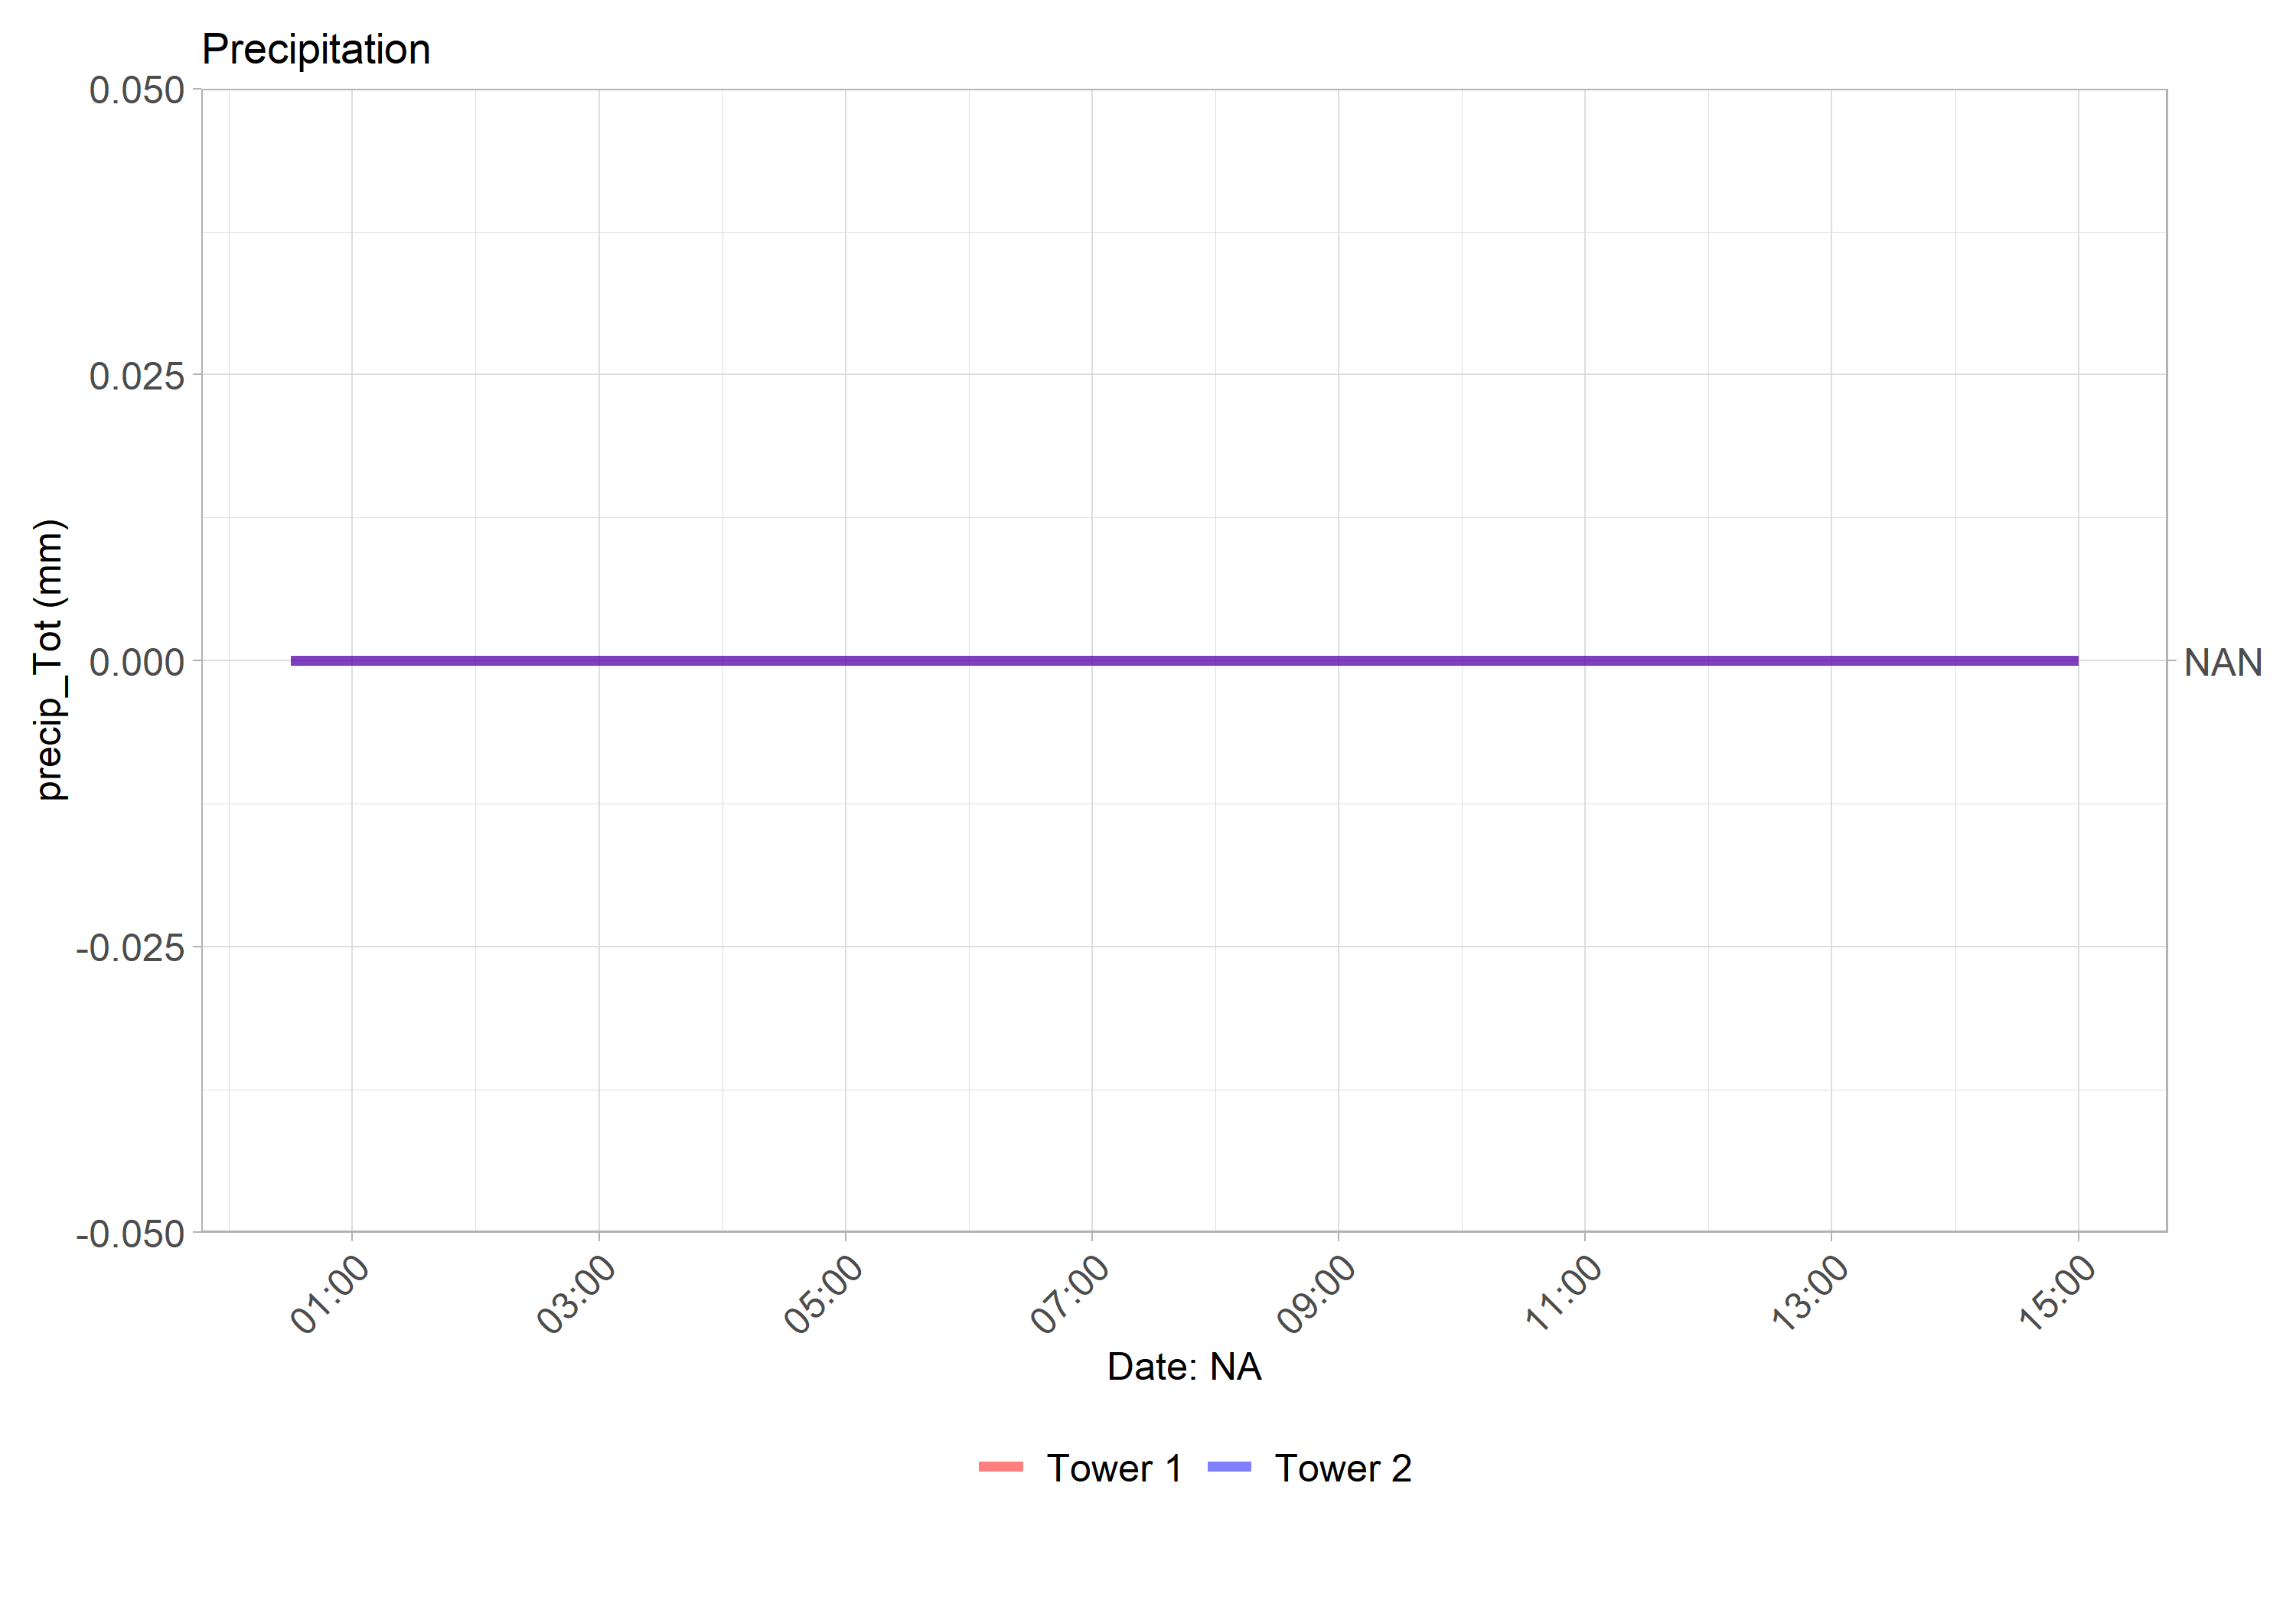 Precipitation
0.050
0.025
0.000
-0.025
-0.050
precip_Tot (mm)
NAN
01:00 03:00 05:00 07:00 09:00 11:00 13:00 15:00
Date: NA
Tower 1 Tower 2